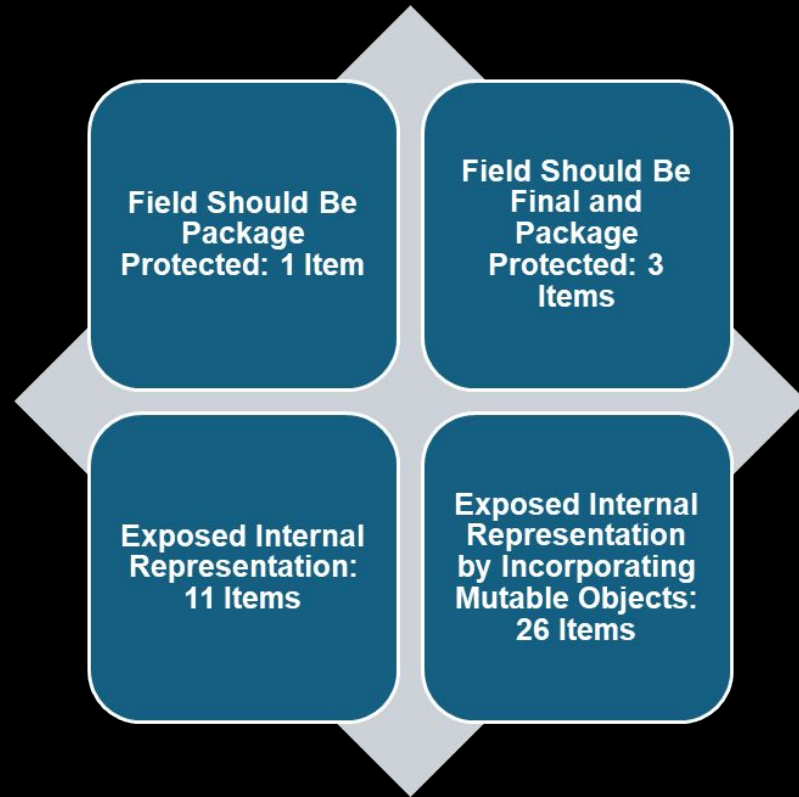 Field Should Be
Package
Protected: 1 Item
Field Should Be
Final and
Package
Protected: 3
Items
Exposed Internal
Representation:
11 Items
Exposed Internal
Representation
by Incorporating
Mutable Objects:
26 Items